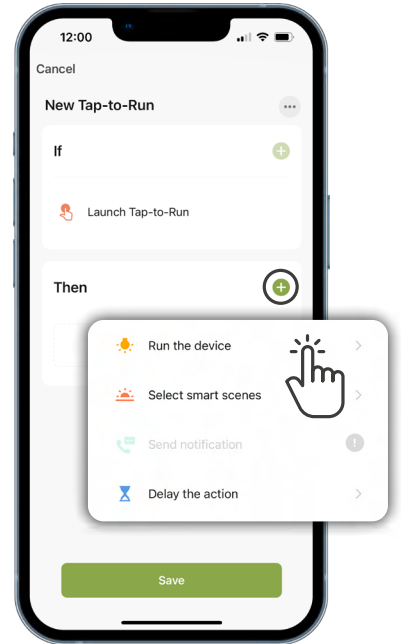 12:00
Cancel
New Tap-to-Run
If
Launch Tap-to-Run
Then
Run the device
Select smart scenes
Send notification
Delay the action
Save